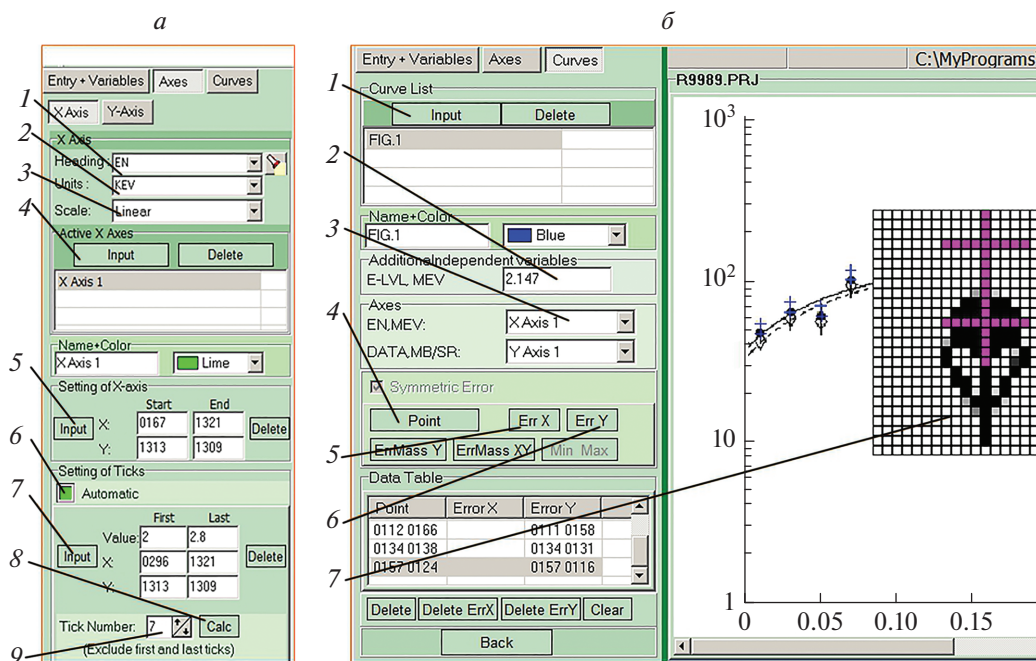 а
б
1
2
3
4
5
6
7
8
9
Entry + Variables Axes Curves
X Axis Y-Axis
X Axis
Heading : EN
Units : KEV
Scale: Linear
Active X Axes
Input Delete
X Axis 1
Name+Color
X Axis 1 Lime
Setting of X-axis
Start End
Input X: 0167 1321 Delete
Y: 1313 1309
Setting of Ticks
Automatic
First Last
Value: 2 2.8
Input X: 0296 1321 Delete
Y: 1313 1309
Tick Number: 7 Calc
(Exclude first and last ticks)
1
2
3
4
5
6
7
Entry + Variables Axes Curves
Curve List
Input Delete
FIG.1
Name+Color
FIG.1 Blue
AdditionalIndependent variables
E-LVL, MEV 2.147
Axes
EN,MEV: X Axis 1
DATA,MB/SR: Y Axis 1
Symmetric Error
Point Err X Err Y
ErrMass Y ErrMass XY Min Max
Data Table
Point Error X Error Y
0112 0166 0111 0158
0134 0138 0134 0131
0157 0124 0157 0116
Delete Delete ErrX Delete ErrY Clear
Back
C:\MyPrograms
R9989.PRJ
10³
10²
10
1
0 0.05 0.15